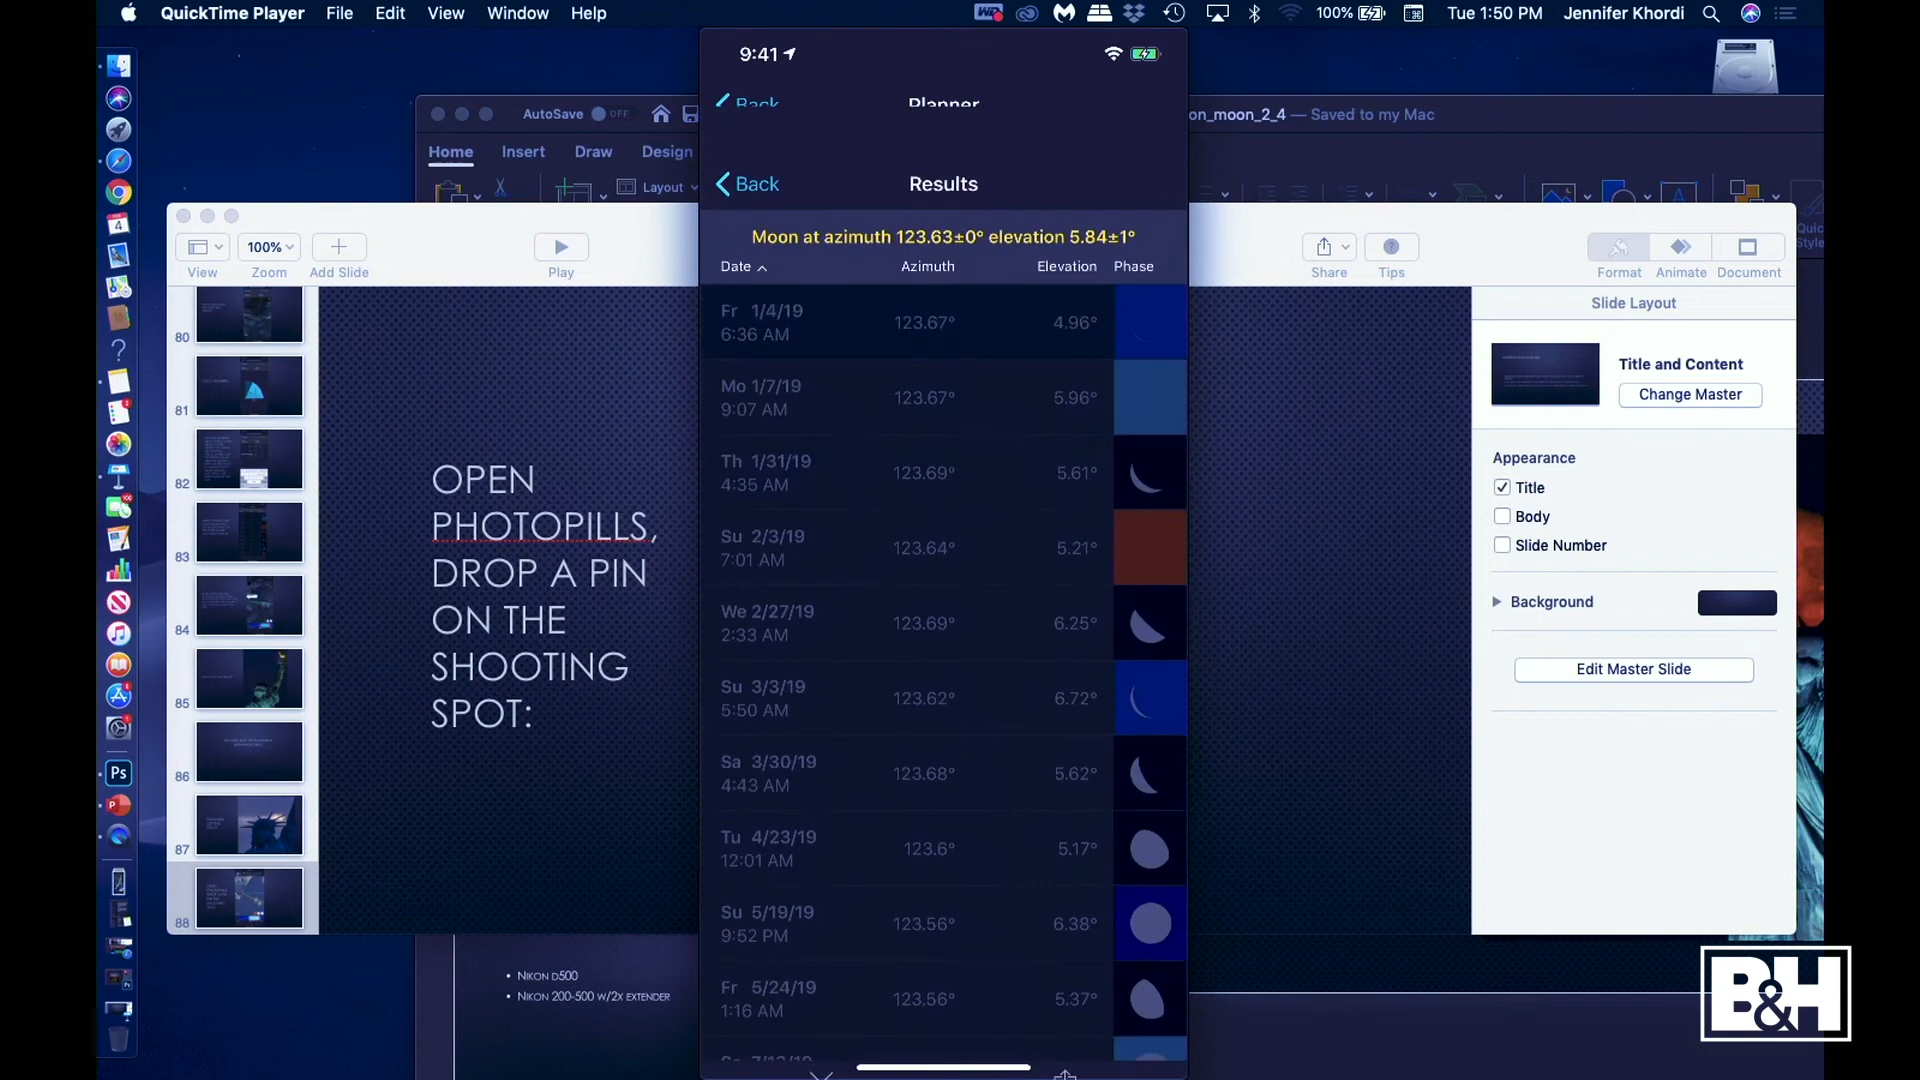 QuickTime Player File Edit View Window Help
100% Tue 1:50 PM Jennifer Khordi
9:41
Back Planner
AutoSave OFF
on_moon_2_4 — Saved to my Mac
Home Insert Draw Design
Layout
Back Results
Moon at azimuth 123.63±0° elevation 5.84±1°
Date Azimuth Elevation Phase
Fr 1/4/19 6:36 AM 123.67° 4.96°
Mo 1/7/19 9:07 AM 123.67° 5.96°
Th 1/31/19 4:35 AM 123.69° 5.61°
Su 2/3/19 7:01 AM 123.64° 5.21°
We 2/27/19 2:33 AM 123.69° 6.25°
Su 3/3/19 5:50 AM 123.62° 6.72°
Sa 3/30/19 4:43 AM 123.68° 5.62°
Tu 4/23/19 12:01 AM 123.6° 5.17°
Su 5/19/19 9:52 PM 123.56° 6.38°
Fr 5/24/19 1:16 AM 123.56° 5.37°
100%
View Zoom Add Slide Play
Share Tips Format Animate Document
Quick
Style
80
81
82
83
84
85
86
87
88
OPEN
PHOTOPILLS,
DROP A PIN
ON THE
SHOOTING
SPOT:
Slide Layout
Title and Content
Change Master
Appearance
Title
Body
Slide Number
Background
Edit Master Slide
4
Ps
P
• NIKON D500
• NIKON 200-500 W/2X EXTENDER
B&H